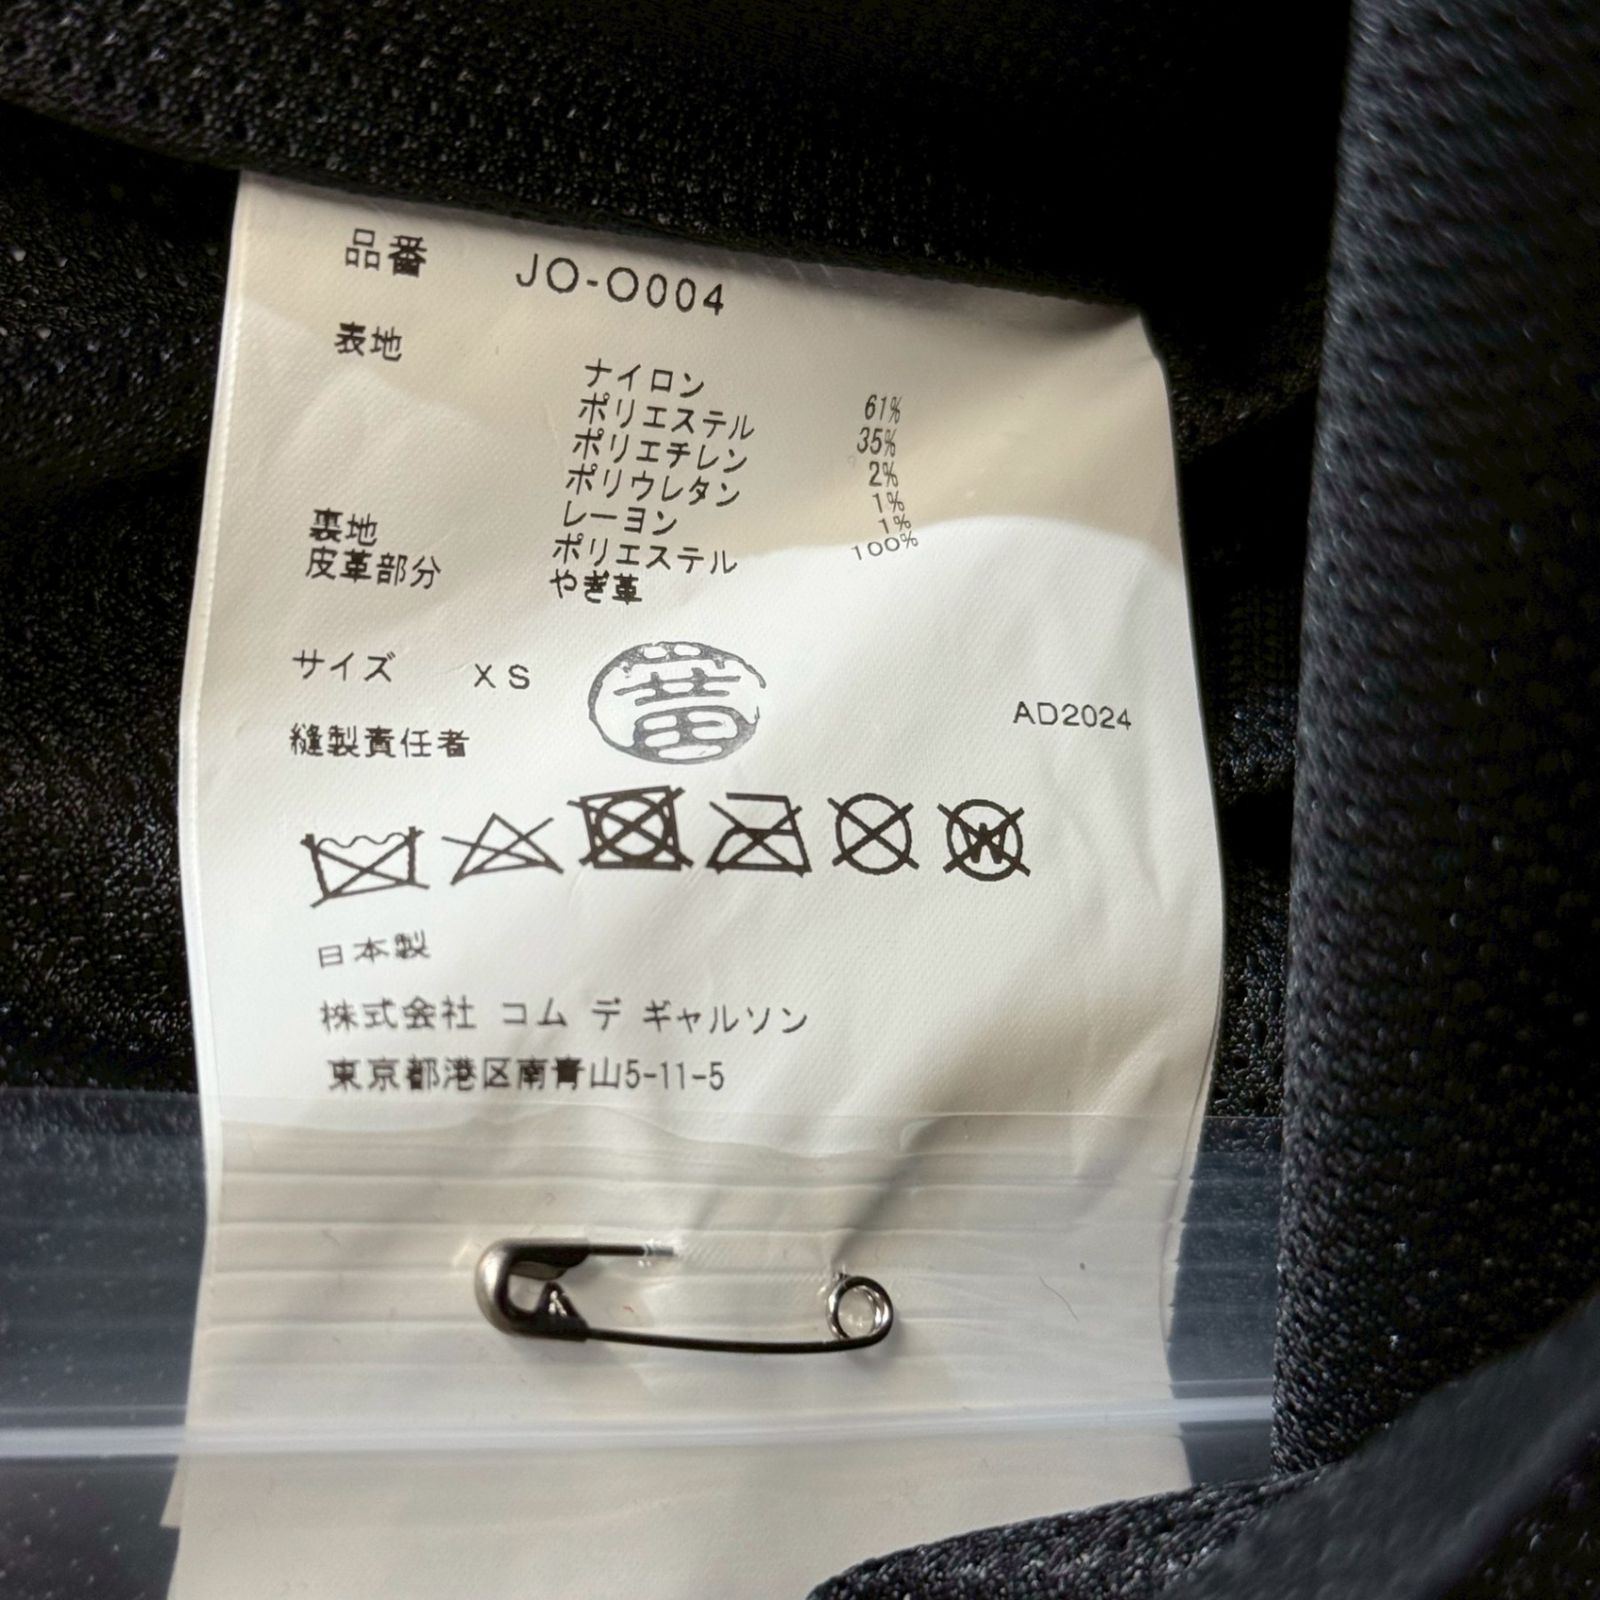 品番 JO-O004
表地
ナイロン 61%
ポリエステル 35%
ポリエチレン 2%
ポリウレタン 1%
レーヨン 1%
裏地 ポリエステル 100%
皮革部分 やぎ革
サイズ XS
AD2024
縫製責任者
W
日本製
株式会社 コム デ ギャルソン
東京都港区南青山5-11-5